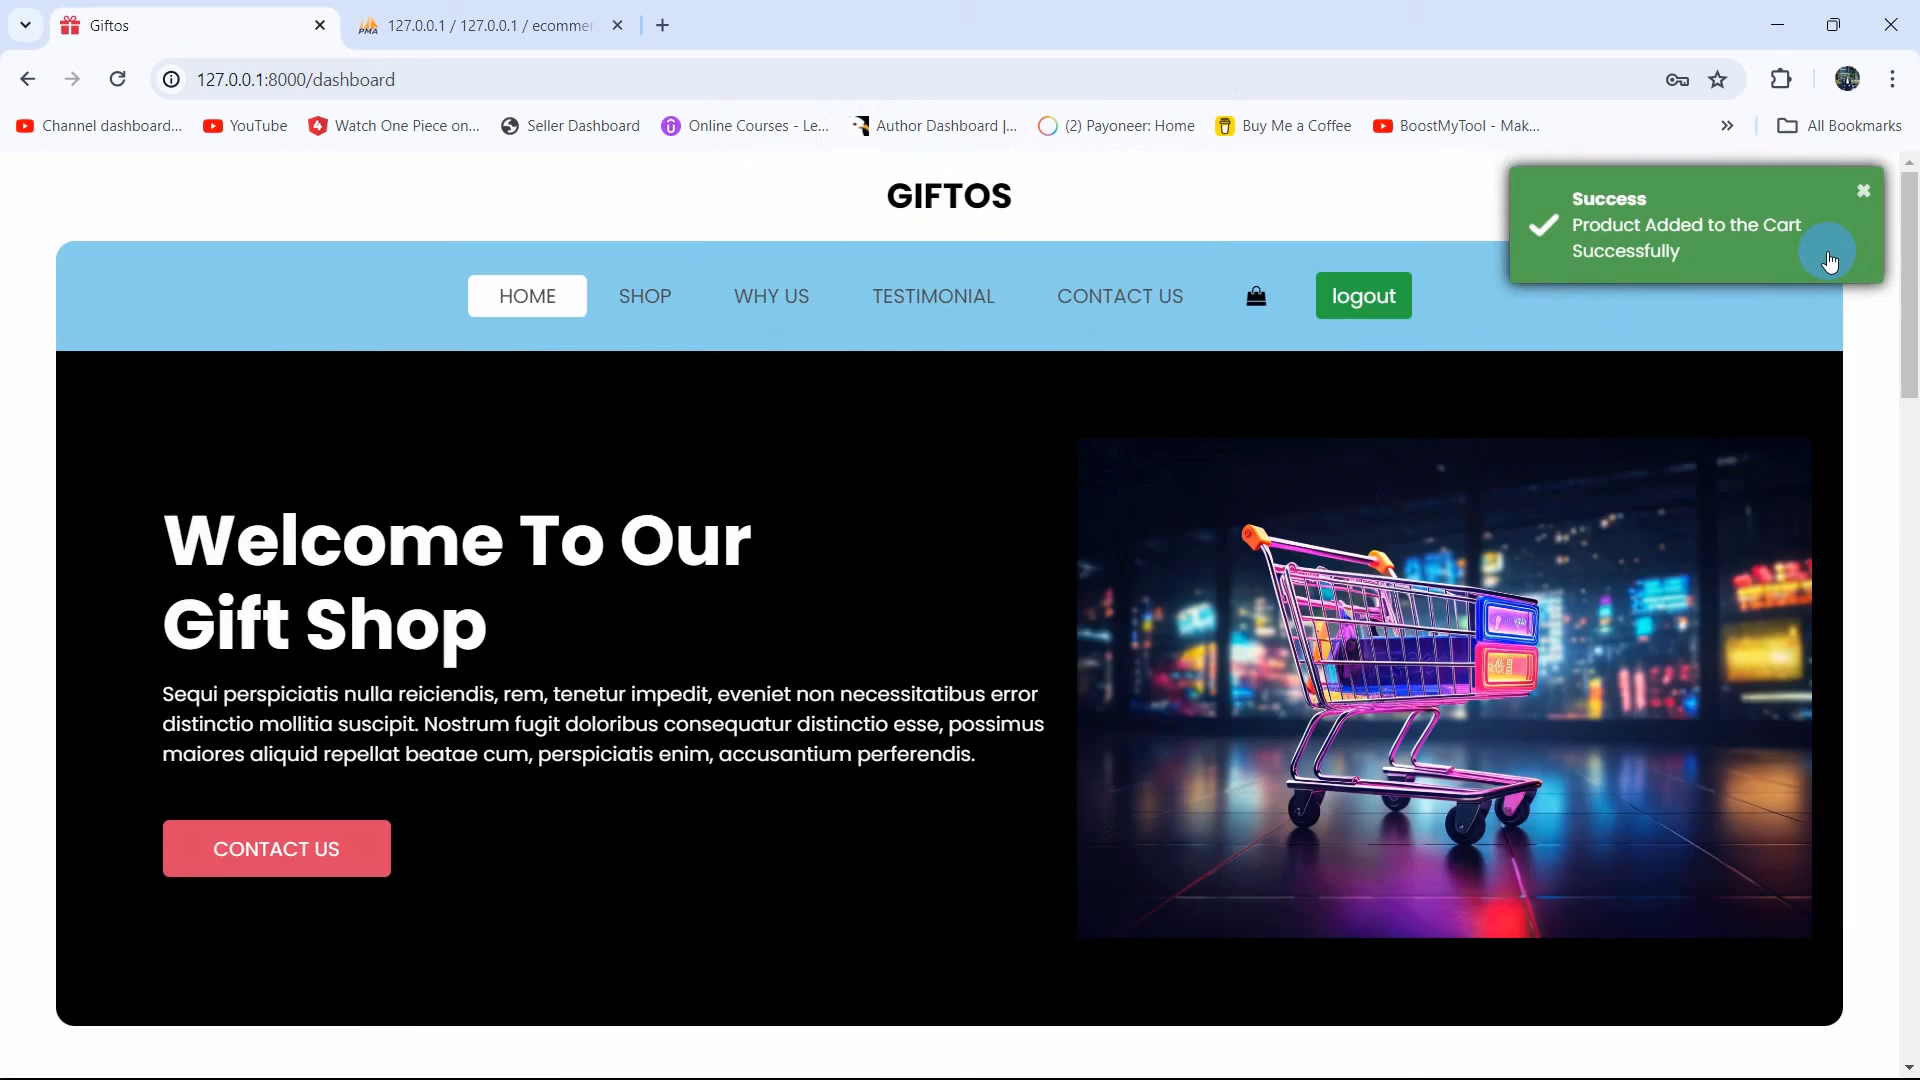 Giftos
127.0.0.1 / 127.0.0.1 / ecommer
127.0.0.1:8000/dashboard
Channel dashboard...
YouTube
Watch One Piece on...
Seller Dashboard
Online Courses - Le...
Author Dashboard |...
(2) Payoneer: Home
Buy Me a Coffee
BoostMyTool - Mak...
All Bookmarks
GIFTOS
Success
Product Added to the Cart
Successfully
HOME
SHOP
WHY US
TESTIMONIAL
CONTACT US
logout
Welcome To Our
Gift Shop
Sequi perspiciatis nulla reiciendis, rem, tenetur impedit, eveniet non necessitatibus error
distinctio mollitia suscipit. Nostrum fugit doloribus consequatur distinctio esse, possimus
maiores aliquid repellat beatae cum, perspiciatis enim, accusantium perferendis.
CONTACT US